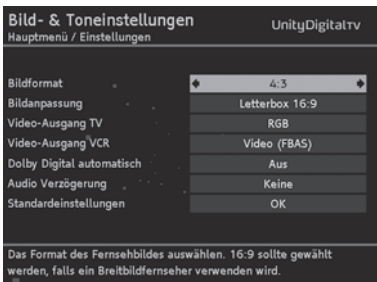 Bild- & Toneinstellungen
UnityDigitalTV
Hauptmenü / Einstellungen
Bildformat 4:3
Bildanpassung Letterbox 16:9
Video-Ausgang TV RGB
Video-Ausgang VCR Video (FBAS)
Dolby Digital automatisch Aus
Audio Verzögerung Keine
Standardeinstellungen OK
Das Format des Fernsehbildes auswählen. 16:9 sollte gewählt
werden, falls ein Breitbildfernseher verwenden wird.